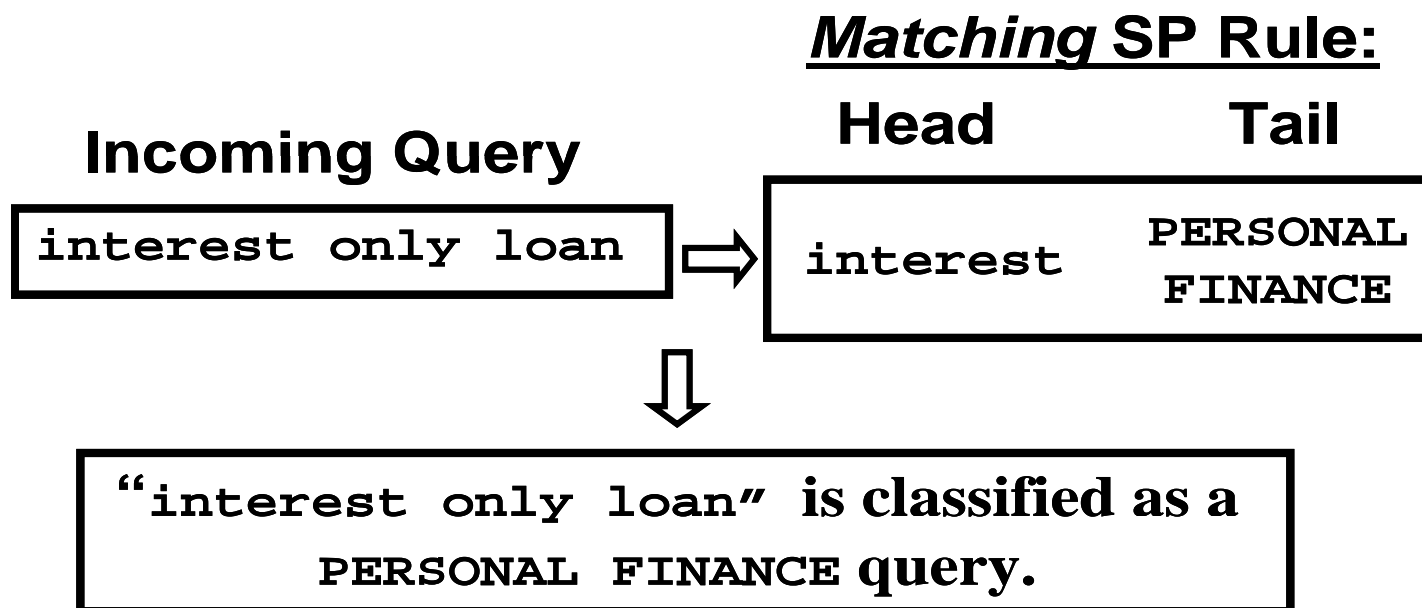 Matching SP Rule:
Head Tail
Incoming Query
interest only loan
interest
PERSONAL
FINANCE
“interest only loan” is classified as a
PERSONAL FINANCE query.